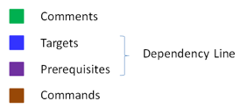 Comments
Targets
Dependency Line
Prerequisites
Commands